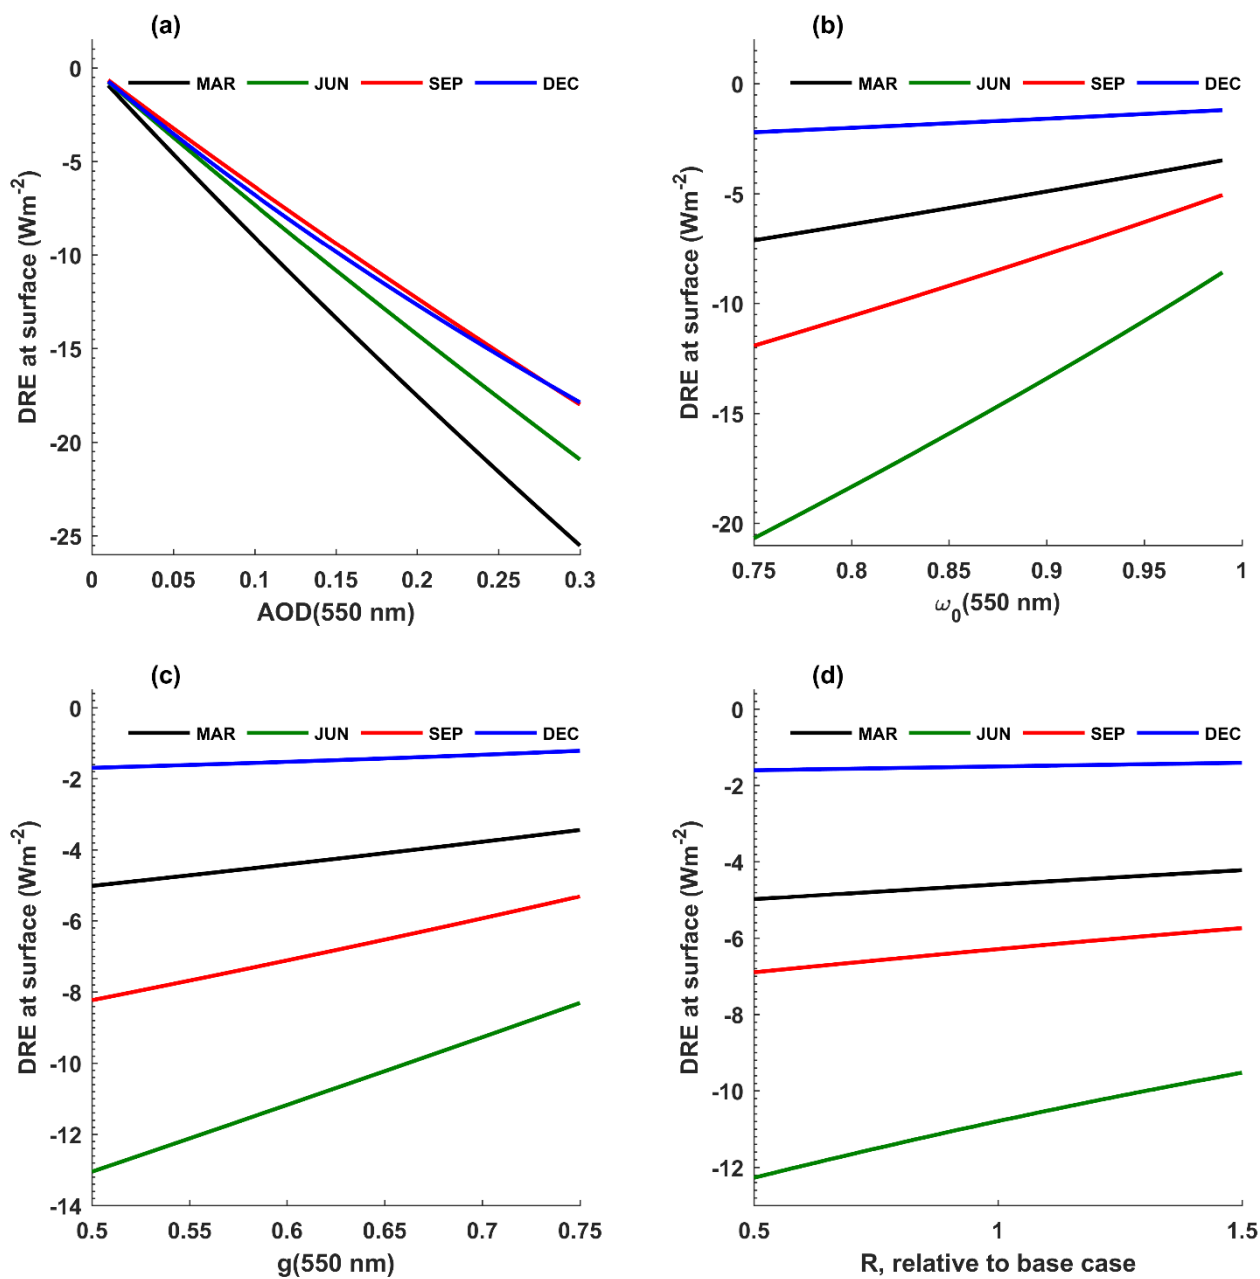 (a)
MAR JUN SEP DEC
0
-5
-10
-15
-20
-25
DRE at surface (Wm-2)
0 0.05 0.1 0.15 0.2 0.25 0.3
AOD(550 nm)
(b)
MAR JUN SEP DEC
0
-5
-10
-15
-20
DRE at surface (Wm-2)
0.75 0.8 0.85 0.9 0.95 1
ω0(550 nm)
(c)
MAR JUN SEP DEC
0
-2
-4
-6
-8
-10
-12
-14
DRE at surface (Wm-2)
0.5 0.55 0.6 0.65 0.7 0.75
g(550 nm)
(d)
MAR JUN SEP DEC
0
-2
-4
-6
-8
-10
-12
DRE at surface (Wm-2)
0.5 1 1.5
R, relative to base case